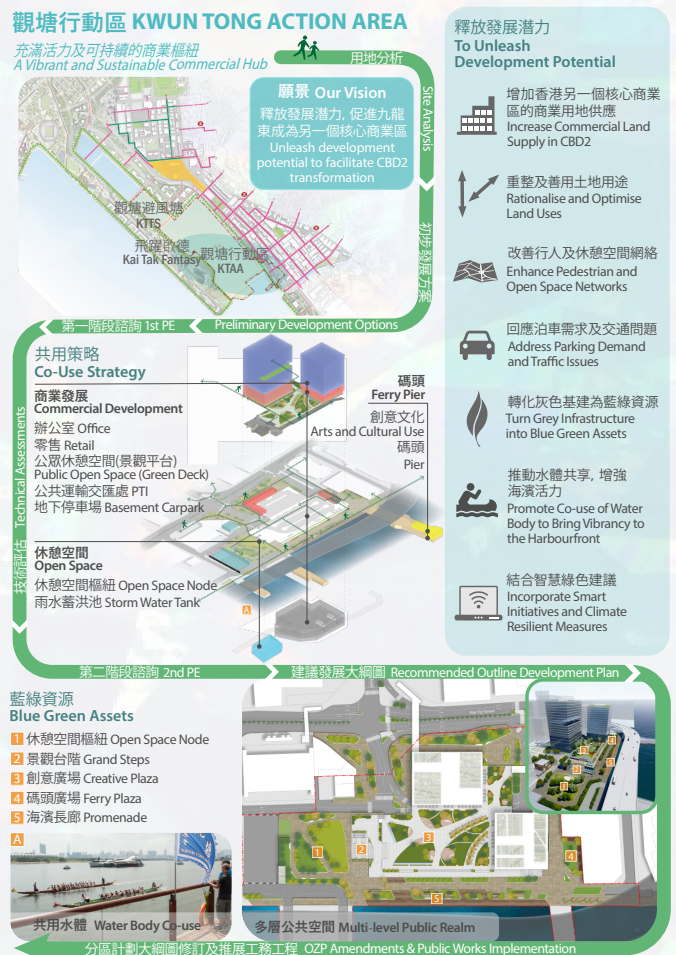 觀塘行動區 KWUN TONG ACTION AREA
充滿活力及可持續的商業樞紐
A Vibrant and Sustainable Commercial Hub
用地分析
Site Analysis
願景 Our Vision
釋放發展潛力, 促進九龍
東成為另一個核心商業區
Unleash development
potential to facilitate CBD2
transformation
觀塘避風塘
KTTS
飛躍啟德
Kai Tak Fantasy
觀塘行動區
KTAA
初步發展方案
Preliminary Development Options
第一階段諮詢 1st PE
技術評估 Technical Assessments
共用策略
Co-Use Strategy
商業發展
Commercial Development
辦公室 Office
零售 Retail
公眾休憩空間(景觀平台)
Public Open Space (Green Deck)
公共運輸交匯處 PTI
地下停車場 Basement Carpark
休憩空間
Open Space
休憩空間樞紐 Open Space Node
雨水蓄洪池 Storm Water Tank
碼頭
Ferry Pier
創意文化
Arts and Cultural Use
碼頭
Pier
A
第二階段諮詢 2nd PE
建議發展大綱圖 Recommended Outline Development Plan
釋放發展潛力
To Unleash
Development Potential
增加香港另一個核心商業
區的商業用地供應
Increase Commercial Land
Supply in CBD2
重整及善用土地用途
Rationalise and Optimise
Land Uses
改善行人及休憩空間網絡
Enhance Pedestrian and
Open Space Networks
回應泊車需求及交通問題
Address Parking Demand
and Traffic Issues
轉化灰色基建為藍綠資源
Turn Grey Infrastructure
into Blue Green Assets
推動水體共享, 增強
海濱活力
Promote Co-use of Water
Body to Bring Vibrancy to
the Harbourfront
結合智慧綠色建議
Incorporate Smart
Initiatives and Climate
Resilient Measures
藍綠資源
Blue Green Assets
1 休憩空間樞紐 Open Space Node
2 景觀台階 Grand Steps
3 創意廣場 Creative Plaza
4 碼頭廣場 Ferry Plaza
5 海濱長廊 Promenade
A
共用水體 Water Body Co-use
1
2
3
4
5
3
4
2
5
1
多層公共空間 Multi-level Public Realm
分區計劃大綱圖修訂及推展工務工程 OZP Amendments & Public Works Implementation